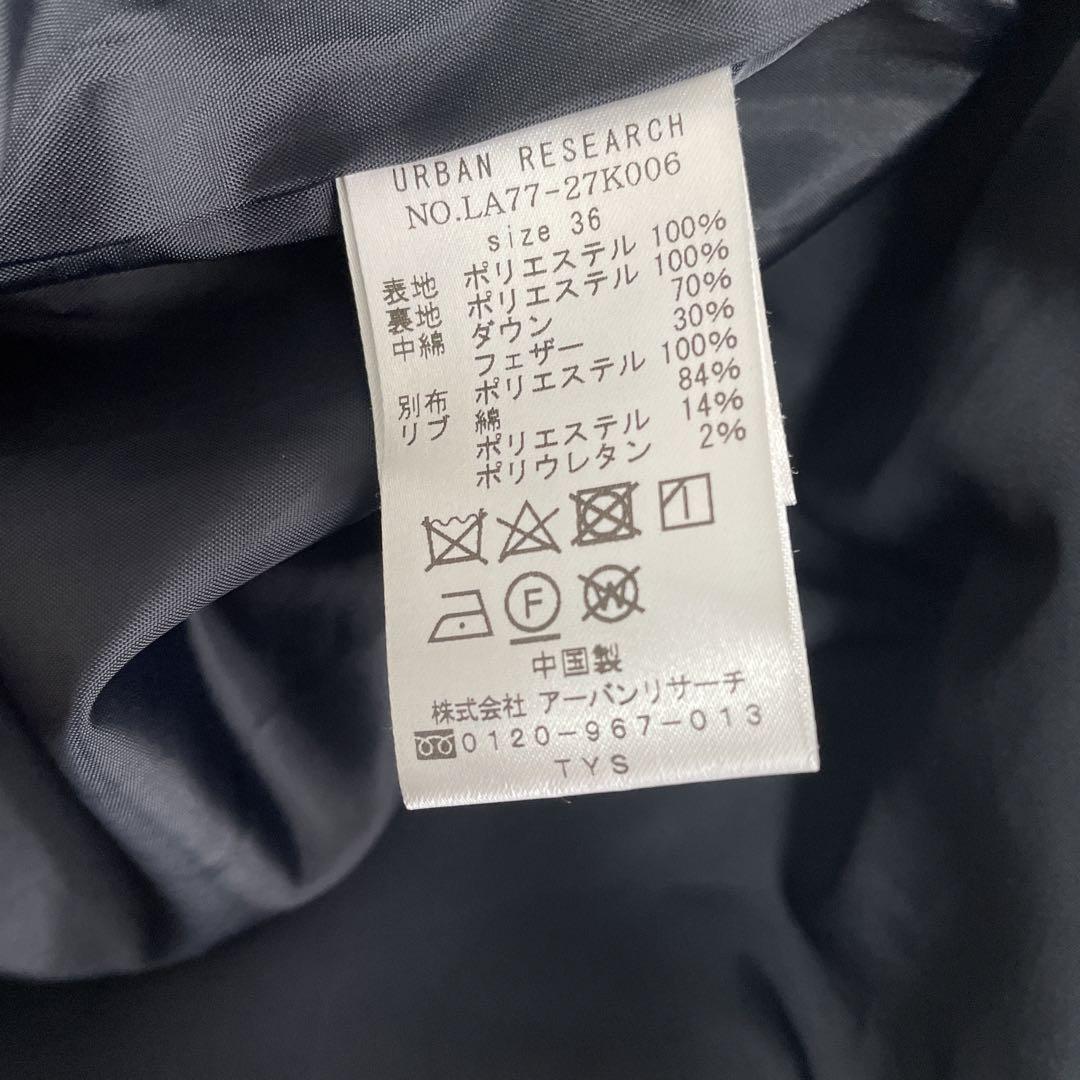 URBAN RESEARCH
NO.LA77-27K006
size 36
表地 ポリエステル 100%
裏地 ポリエステル 100%
中綿 ダウン 70%
フェザー 30%
別布 ポリエステル 100%
リブ 綿 84%
ポリエステル 14%
ポリウレタン 2%
F W
中国製
株式会社 アーバンリサーチ
0120-967-013
TYS